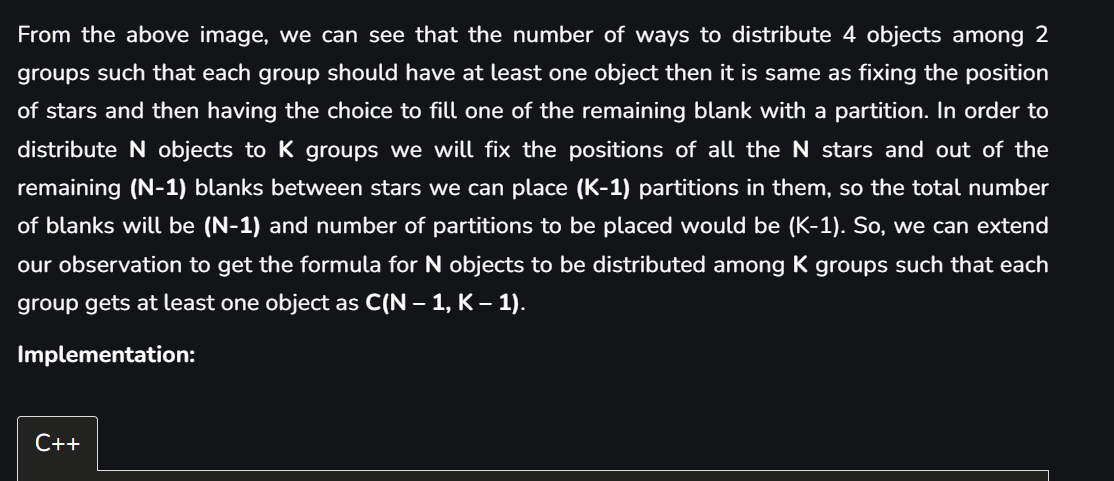 From the above image, we can see that the number of ways to distribute 4 objects among 2
groups such that each group should have at least one object then it is same as fixing the position
of stars and then having the choice to fill one of the remaining blank with a partition. In order to
distribute N objects to K groups we will fix the positions of all the N stars and out of the
remaining (N-1) blanks between stars we can place (K-1) partitions in them, so the total number
of blanks will be (N-1) and number of partitions to be placed would be (K-1). So, we can extend
our observation to get the formula for N objects to be distributed among K groups such that each
group gets at least one object as C(N – 1, K – 1).
Implementation:
C++